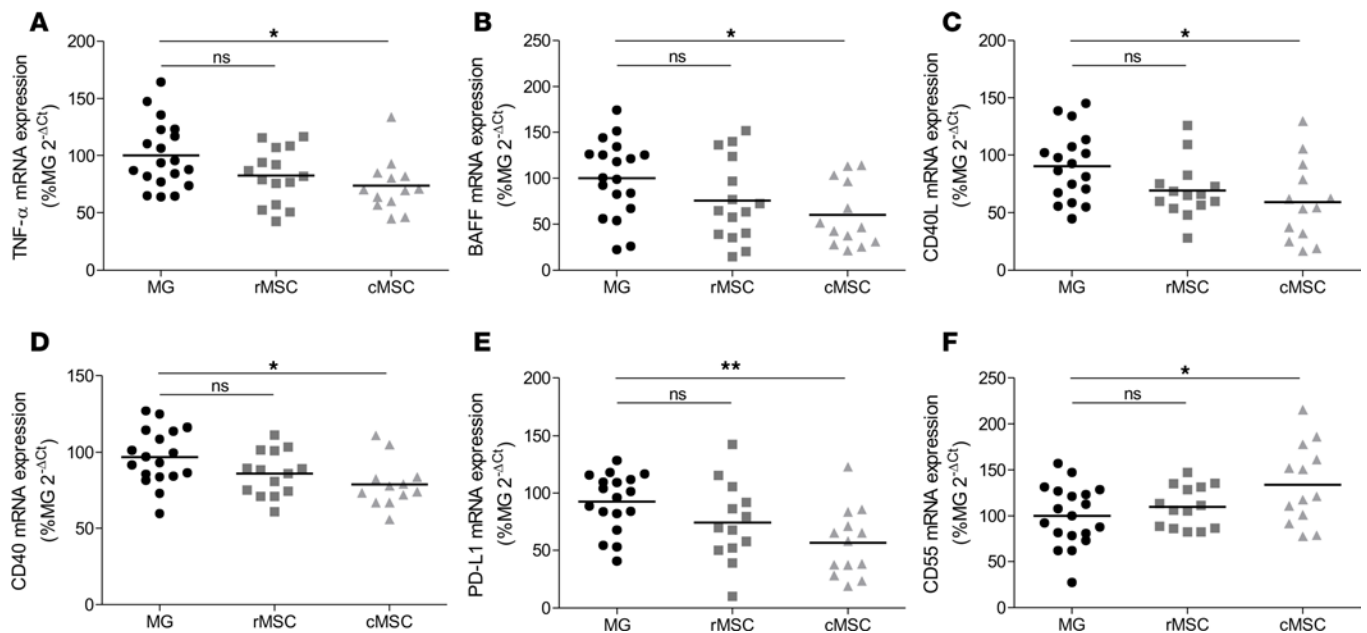 A
TNF-α mRNA expression
(%MG 2-ΔCt)
200
150
100
50
0
*
ns
MG rMSC cMSC
B
BAFF mRNA expression
(%MG 2-ΔCt)
250
200
150
100
50
0
*
ns
MG rMSC cMSC
C
CD40L mRNA expression
(%MG 2-ΔCt)
200
150
100
50
0
*
ns
MG rMSC cMSC
D
CD40 mRNA expression
(%MG 2-ΔCt)
150
100
50
0
*
ns
MG rMSC cMSC
E
PD-L1 mRNA expression
(%MG 2-ΔCt)
200
150
100
50
0
**
ns
MG rMSC cMSC
F
CD55 mRNA expression
(%MG 2-ΔCt)
250
200
150
100
50
0
*
ns
MG rMSC cMSC